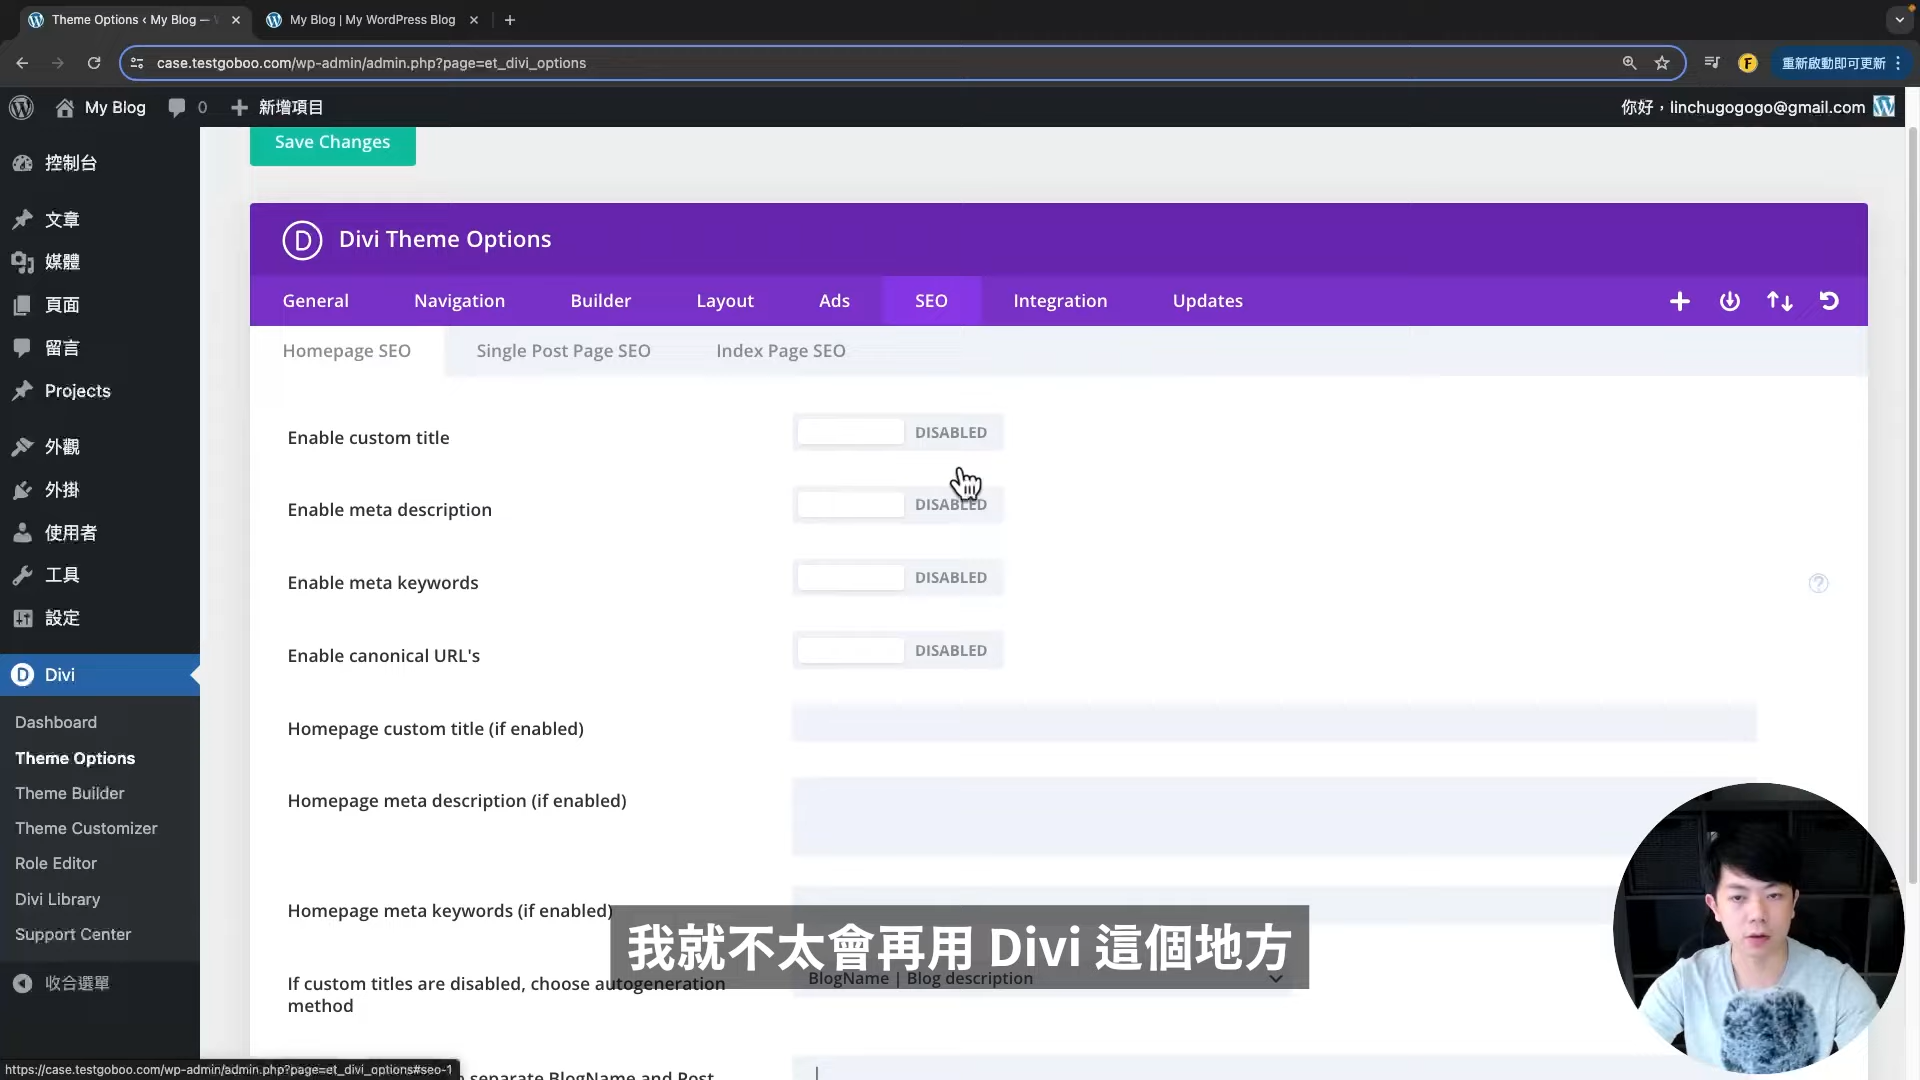 Theme Options ‹ My Blog —
My Blog | My WordPress Blog
case.testgoboo.com/wp-admin/admin.php?page=et_divi_options
F
重新啟動即可更新
My Blog
0
新增項目
你好，linchugogogo@gmail.com
控制台
文章
媒體
頁面
留言
Projects
外觀
外掛
使用者
工具
設定
Divi
Dashboard
Theme Options
Theme Builder
Theme Customizer
Role Editor
Divi Library
Support Center
收合選單
Save Changes
Divi Theme Options
General
Navigation
Builder
Layout
Ads
SEO
Integration
Updates
Homepage SEO
Single Post Page SEO
Index Page SEO
Enable custom title
DISABLED
Enable meta description
DISABLED
Enable meta keywords
DISABLED
Enable canonical URL's
DISABLED
Homepage custom title (if enabled)
Homepage meta description (if enabled)
Homepage meta keywords (if enabled)
我就不太會再用 Divi 這個地方
If custom titles are disabled, choose autogeneration
method
BlogName | Blog description
separate BlogName and Post
https://case.testgoboo.com/wp-admin/admin.php?page=et_divi_options#seo-1